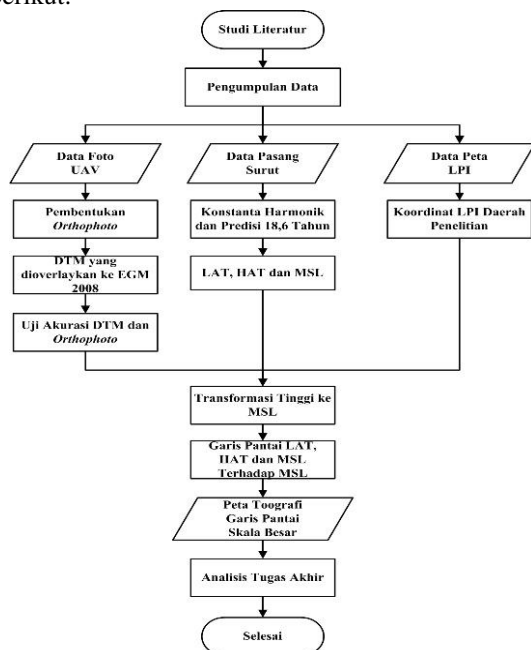 berikut.
Studi Literatur
Pengumpulan Data
Data Foto
UAV
Data Pasang
Surut
Data Peta
LPI
Pembentukan
Orthophoto
Konstanta Harmonik
dan Predisi 18,6 Tahun
Koordinat LPI Daerah
Penelitian
DTM yang
dioverlaykan ke EGM
2008
LAT, HAT dan MSL
Uji Akurasi DTM dan
Orthophoto
Transformasi Tinggi ke
MSL
Garis Pantai LAT,
HAT dan MSL
Terhadap MSL
Peta Toografi
Garis Pantai
Skala Besar
Analisis Tugas Akhir
Selesai